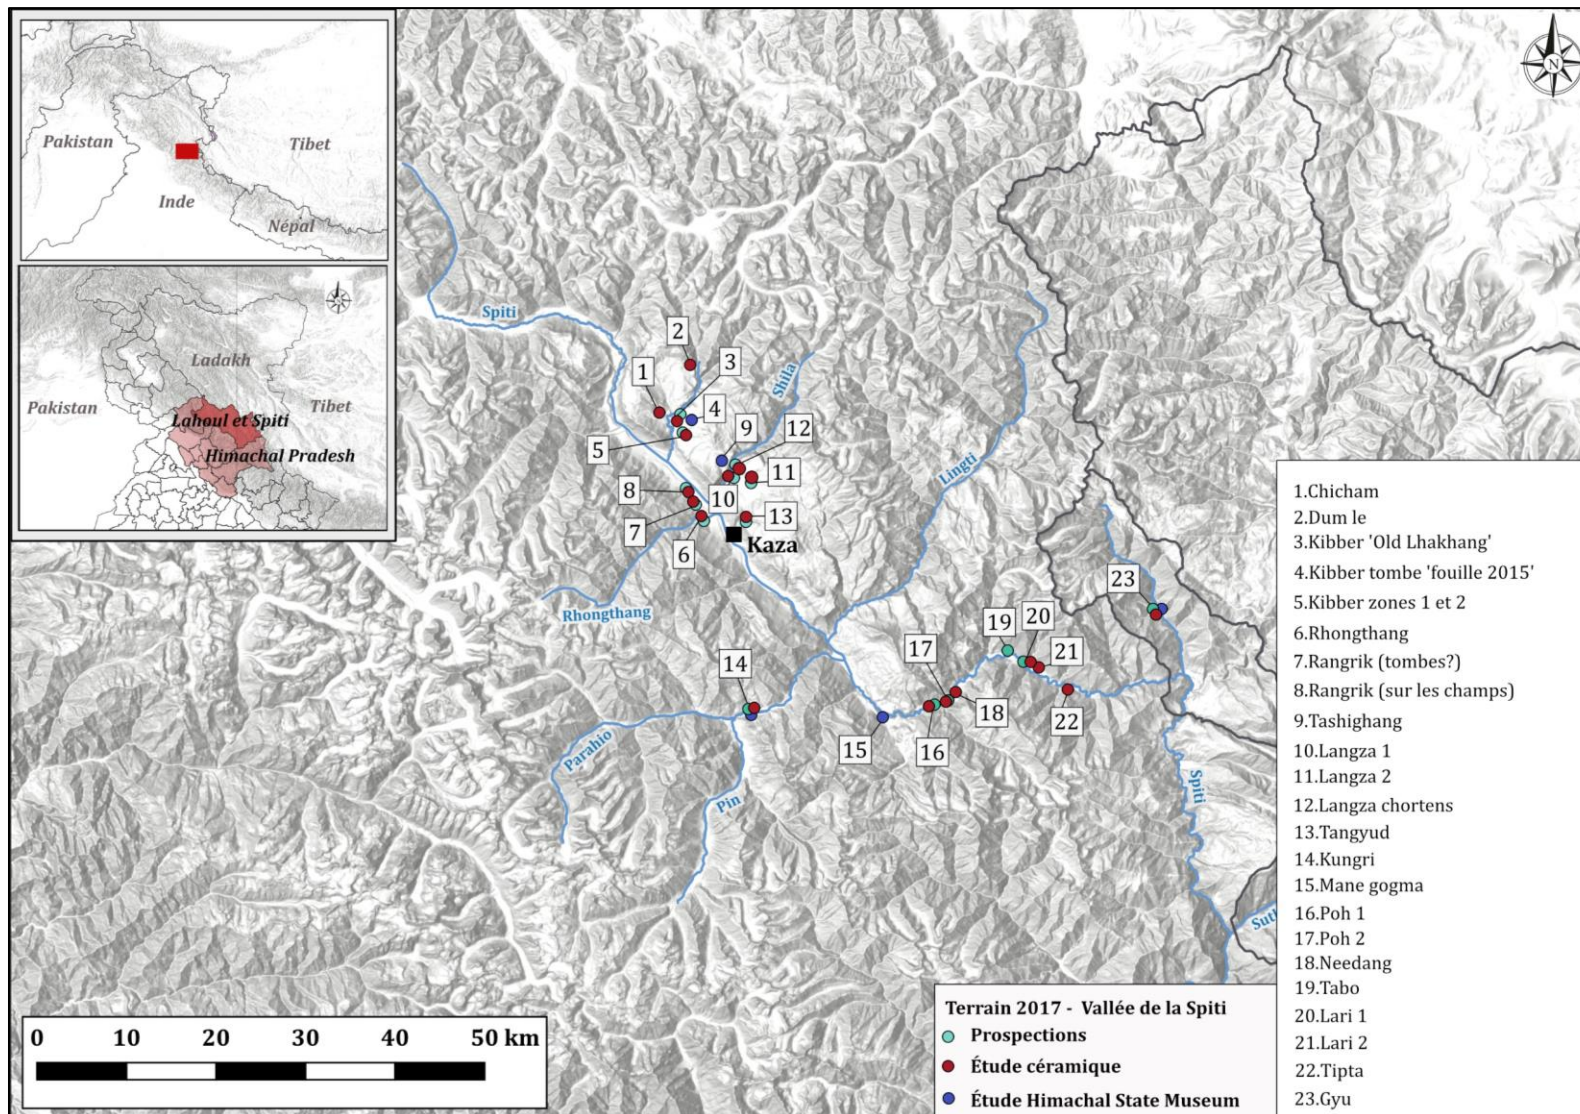 Pakistan
Tibet
Inde
Népal
Ladakh
Pakistan
Tibet
Lahoul et Spiti
Himachal Pradesh
N
Spiti
Shila
Lingti
Rhongthang
Parahio
Pin
Spiti
Kaza
1
2
3
4
5
6
7
8
9
10
11
12
13
14
15
16
17
18
19
20
21
22
23
0 10 20 30 40 50 km
Terrain 2017 - Vallée de la Spiti
Prospections
Étude céramique
Étude Himachal State Museum
1.Chicham
2.Dum le
3.Kibber 'Old Lhakhang'
4.Kibber tombe 'fouille 2015'
5.Kibber zones 1 et 2
6.Rhongthang
7.Rangrik (tombes?)
8.Rangrik (sur les champs)
9.Tashighang
10.Langza 1
11.Langza 2
12.Langza chortens
13.Tangyud
14.Kungri
15.Mane gogma
16.Poh 1
17.Poh 2
18.Needang
19.Tabo
20.Lari 1
21.Lari 2
22.Tipta
23.Gyu